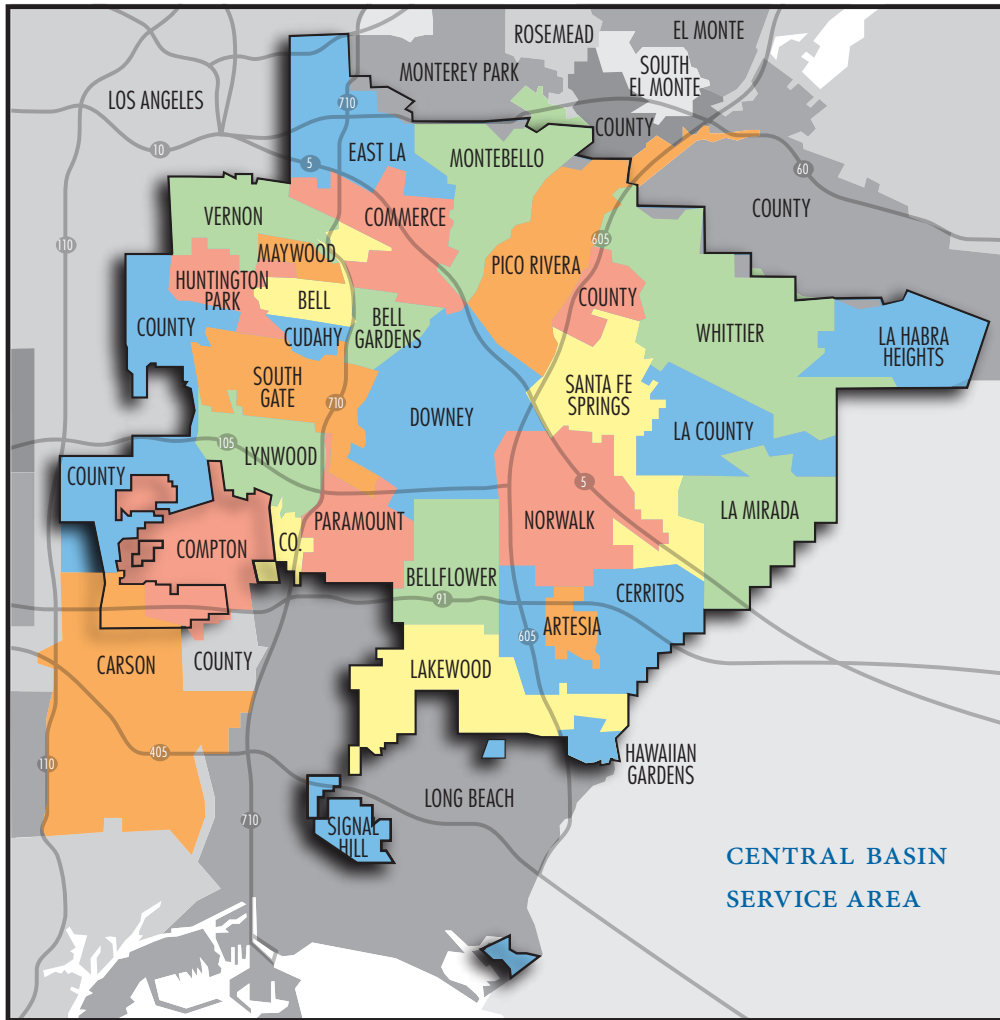 ROSEMEAD
EL MONTE
MONTEREY PARK
SOUTH
EL MONTE
LOS ANGELES
710
COUNTY
10
EAST LA
MONTEBELLO
5
60
VERNON
COMMERCE
COUNTY
110
605
MAYWOOD
PICO RIVERA
HUNTINGTON
PARK
BELL
COUNTY
COUNTY
CUDAHY
BELL
GARDENS
WHITTIER
LA HABRA
HEIGHTS
SOUTH
GATE
SANTA FE
SPRINGS
710
DOWNEY
LA COUNTY
105
LYNWOOD
COUNTY
5
PARAMOUNT
NORWALK
LA MIRADA
COMPTON
CO.
BELLFLOWER
CERRITOS
91
ARTESIA
605
CARSON
COUNTY
LAKEWOOD
405
110
HAWAIIAN
GARDENS
LONG BEACH
710
SIGNAL
HILL
CENTRAL BASIN
SERVICE AREA